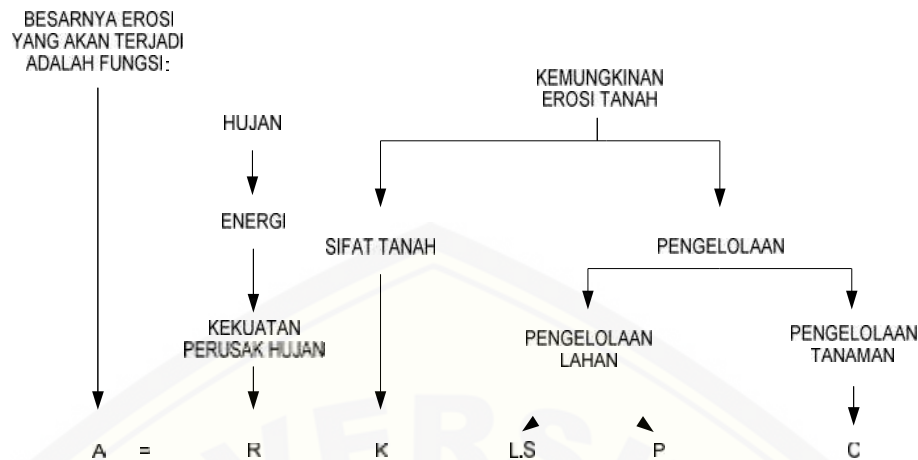 BESARNYA EROSI
YANG AKAN TERJADI
ADALAH FUNGSI:
KEMUNGKINAN
EROSI TANAH
HUJAN
ENERGI
SIFAT TANAH
PENGELOLAAN
KEKUATAN
PERUSAK HUJAN
PENGELOLAAN
LAHAN
PENGELOLAAN
TANAMAN
A = R K L.S P C
VERS